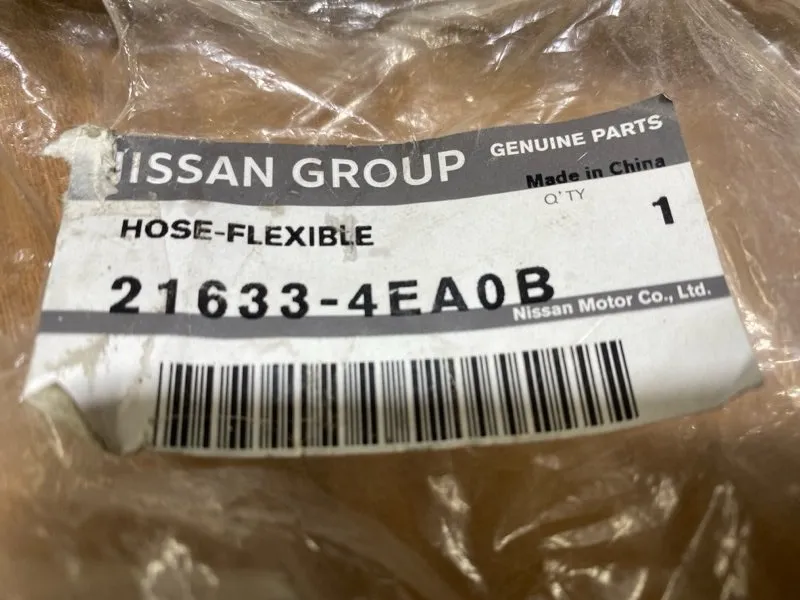 NISSAN GROUP GENUINE PARTS
Made in China
Q'TY 1
HOSE-FLEXIBLE
21633-4EA0B
Nissan Motor Co., Ltd.